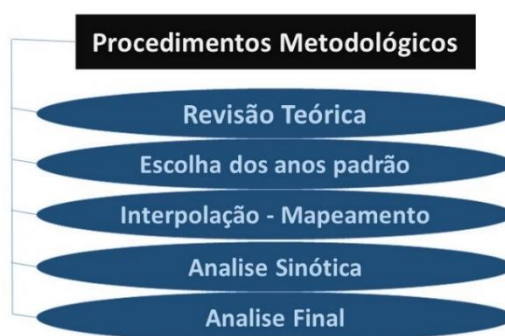 Procedimentos Metodológicos
Revisão Teórica
Escolha dos anos padrão
Interpolação - Mapeamento
Analise Sinótica
Analise Final